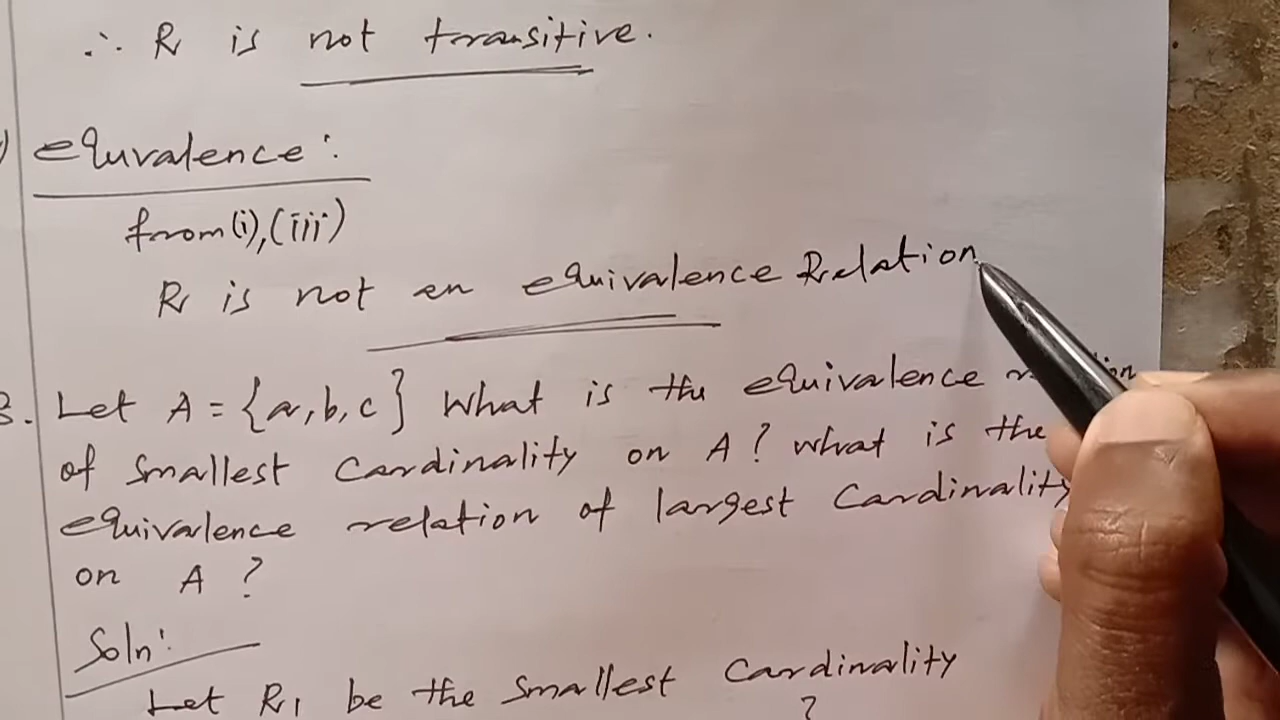 ∴ R is not transitive.
) equvalence:
from (i), (iii)
R is not an equivalence Relation
3. Let A = {a, b, c} What is the equivalence
of smallest Cardinality on A? what is the
equivalence relation of largest Cardinality
on A ?
Soln:
Let R1 be the smallest Cardinality